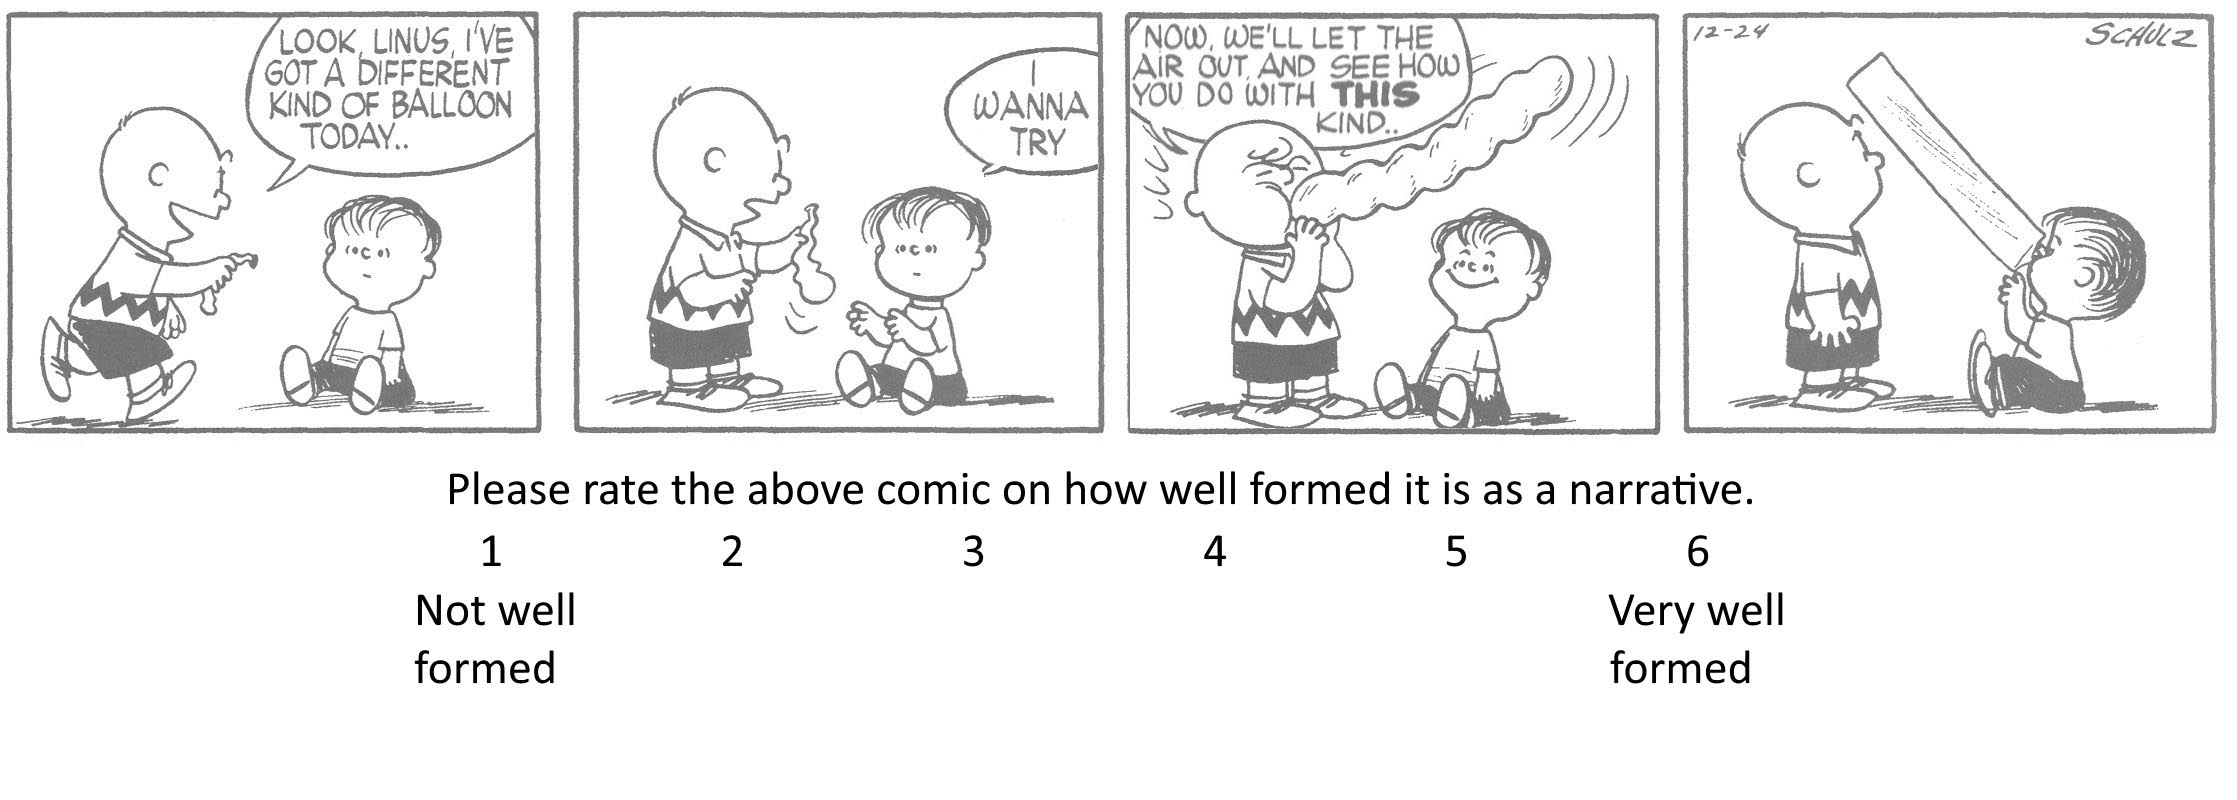 LOOK, LINUS, I'VE
GOT A DIFFERENT
KIND OF BALLOON
TODAY..
I
WANNA
TRY
NOW, WE'LL LET THE
AIR OUT, AND SEE HOW
YOU DO WITH THIS
KIND..
12-24
SCHULZ
Please rate the above comic on how well formed it is as a narrative.
1 2 3 4 5 6
Not well
formed
Very well
formed